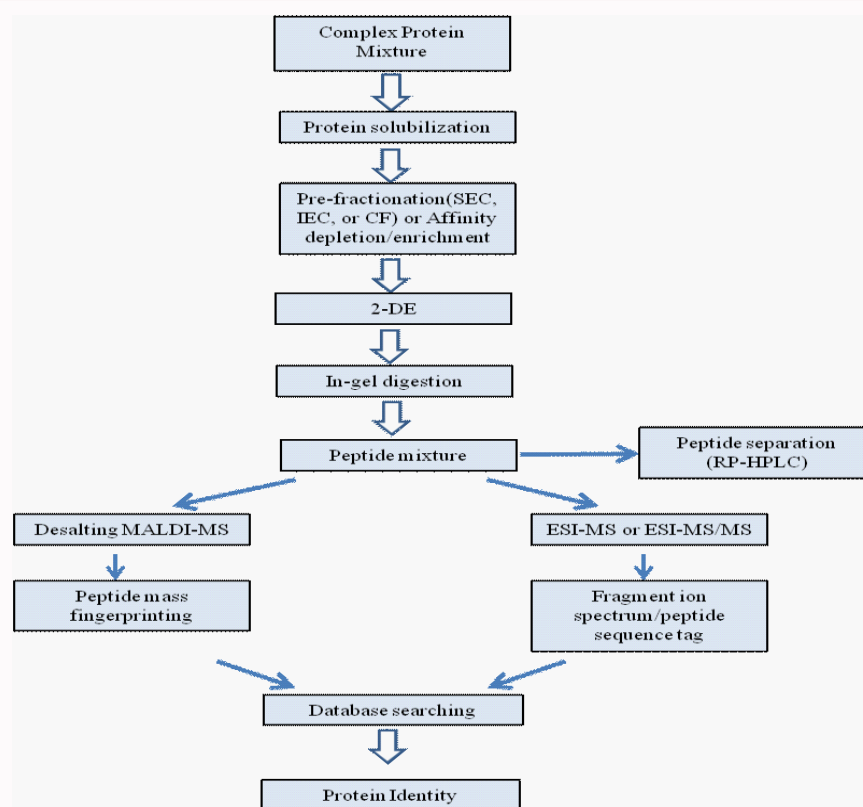 Complex Protein
Mixture
Protein solubilization
Pre-fractionation(SEC,
IEC, or CF) or Affinity
depletion/enrichment
2-DE
In-gel digestion
Peptide mixture
Peptide separation
(RP-HPLC)
Desalting MALDI-MS
ESI-MS or ESI-MS/MS
Peptide mass
fingerprinting
Fragment ion
spectrum/peptide
sequence tag
Database searching
Protein Identity